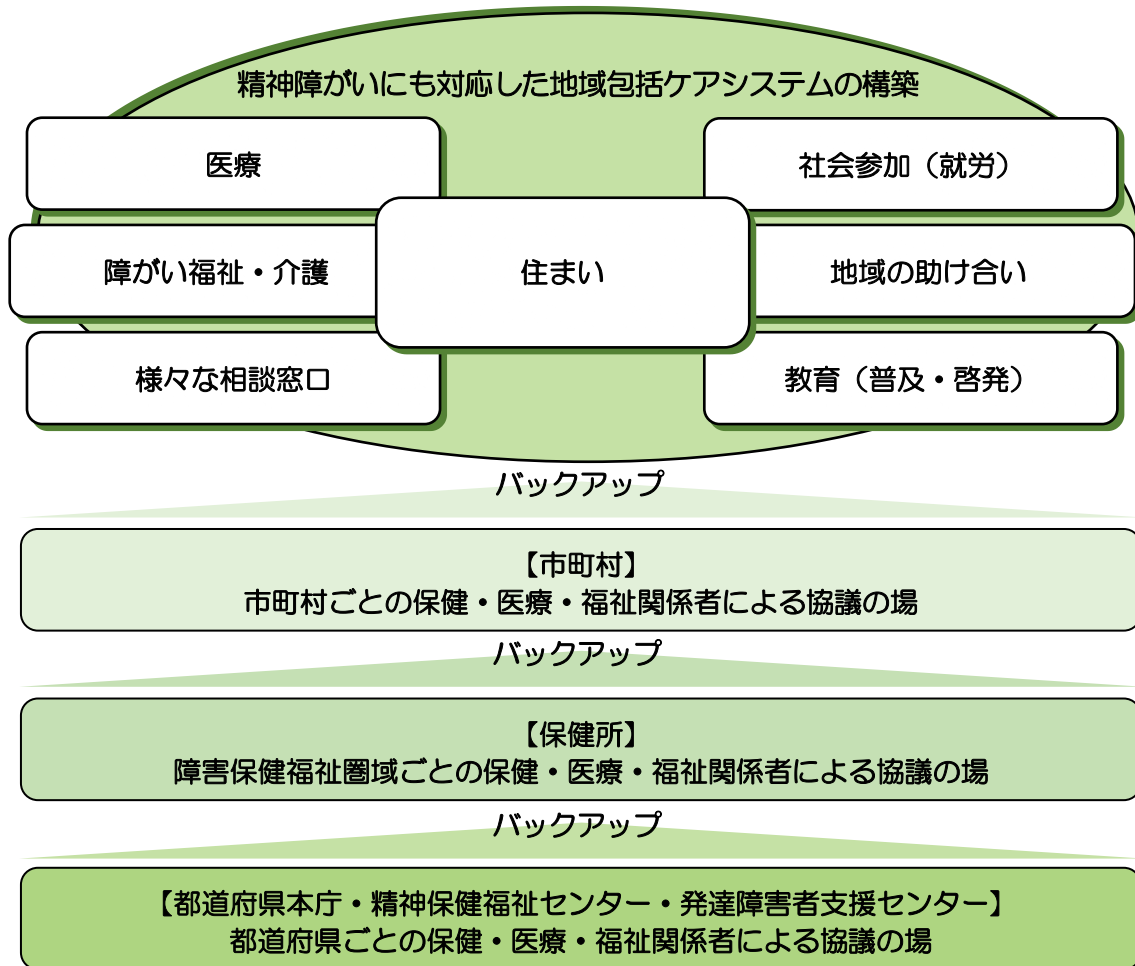 精神障がいにも対応した地域包括ケアシステムの構築
医療
社会参加（就労）
障がい福祉・介護
住まい
地域の助け合い
様々な相談窓口
教育（普及・啓発）
バックアップ
【市町村】
市町村ごとの保健・医療・福祉関係者による協議の場
バックアップ
【保健所】
障害保健福祉圏域ごとの保健・医療・福祉関係者による協議の場
バックアップ
【都道府県本庁・精神保健福祉センター・発達障害者支援センター】
都道府県ごとの保健・医療・福祉関係者による協議の場